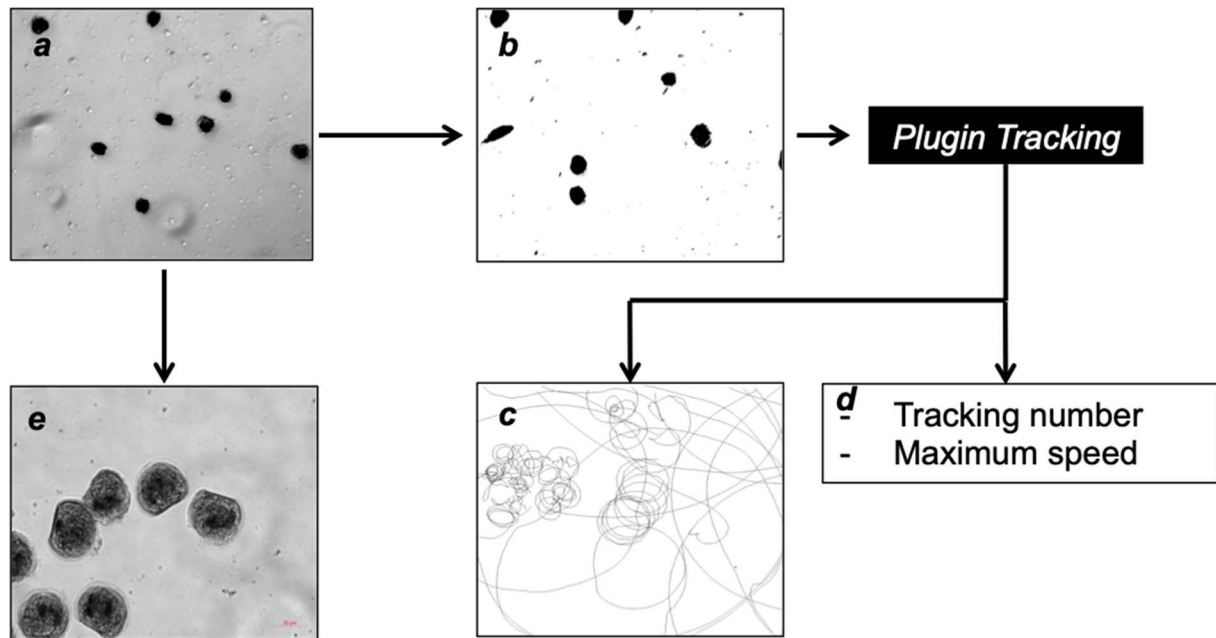 a
b
Plugin Tracking
e
c
d
- Tracking number
- Maximum speed